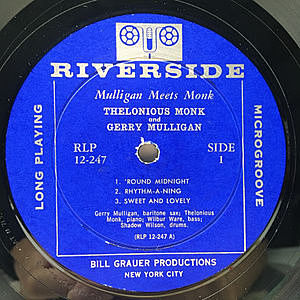 RIVERSIDE
Mulligan Meets Monk
THELONIOUS MONK
and
GERRY MULLIGAN
RLP
12-247
SIDE
1
LONG PLAYING
MICROGROOVE
1. 'ROUND MIDNIGHT
2. RHYTHM-A-NING
3. SWEET AND LOVELY
Gerry Mulligan, baritone sax; Thelonious
Monk, piano; Wilbur Ware, bass;
Shadow Wilson, drums.
(RLP 12-247 A)
BILL GRAUER PRODUCTIONS
NEW YORK CITY